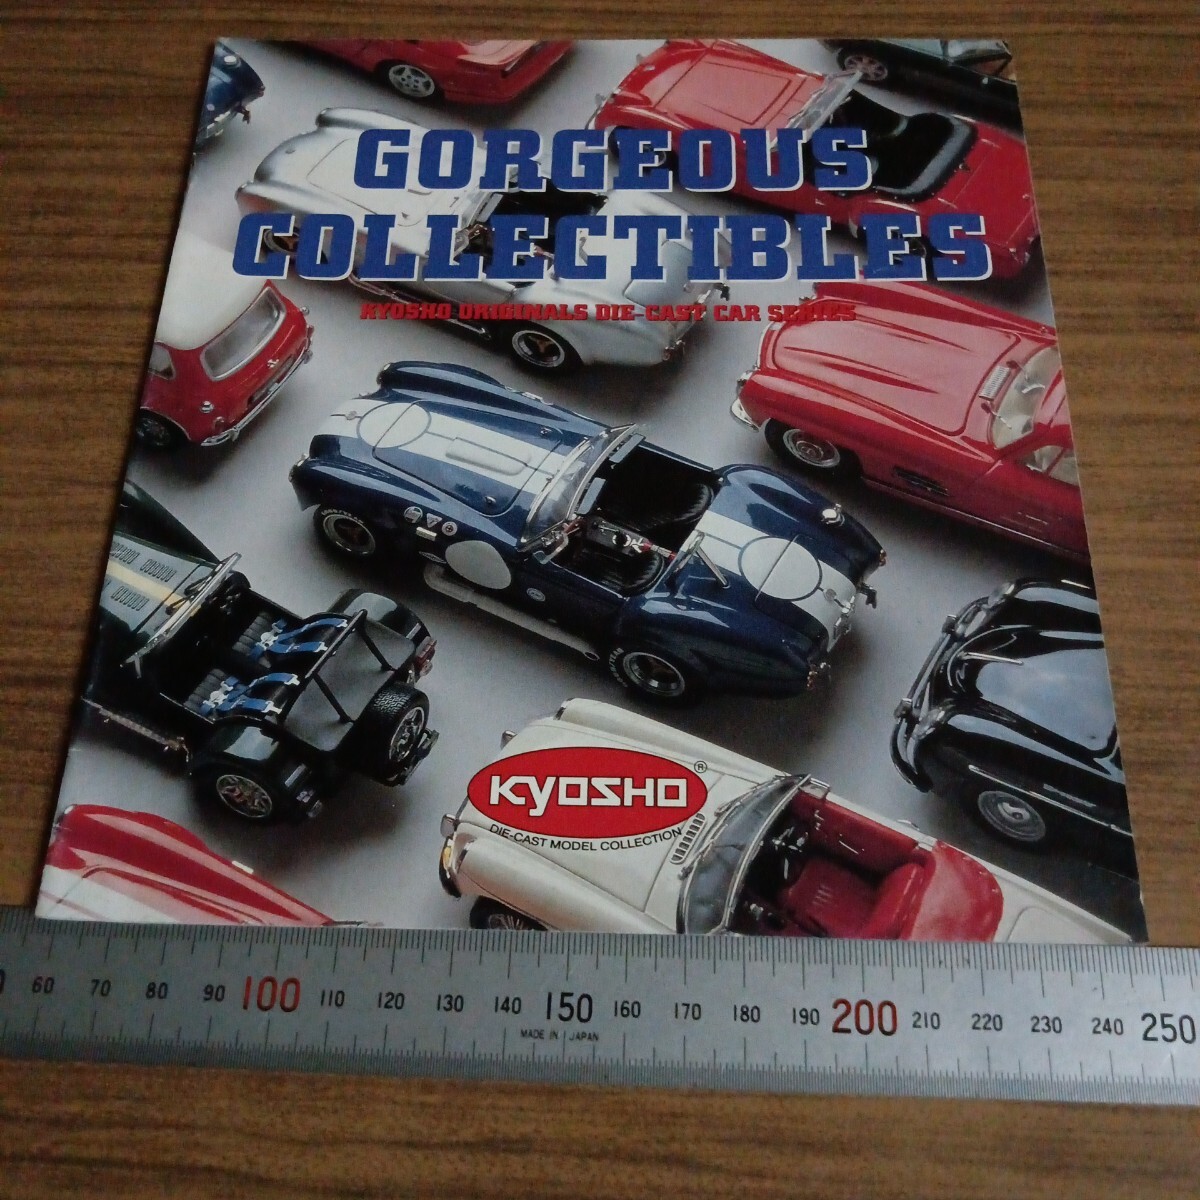 GORGEOUS
COLLECTIBLES
KYOSHO ORIGINALS DIE-CAST CAR SERIES
KYOSHO®
DIE-CAST MODEL COLLECTION
60 70 80 90 100 110 120 130 140 150 160 170 180 190 200 210 220 230 240 250
MADE IN JAPAN